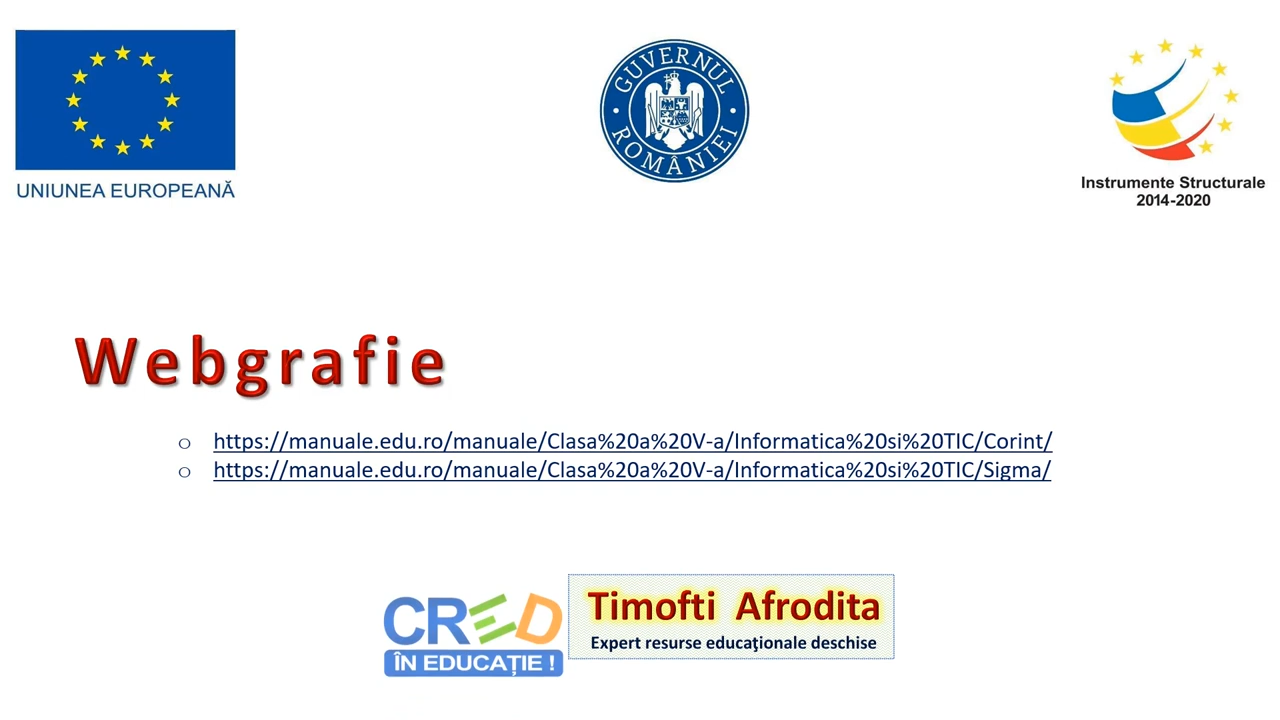 UNIUNEA EUROPEANĂ
GUVERNUL ROMÂNIEI
Instrumente Structurale
2014-2020
Webgrafie
https://manuale.edu.ro/manuale/Clasa%20a%20V-a/Informatica%20si%20TIC/Corint/
https://manuale.edu.ro/manuale/Clasa%20a%20V-a/Informatica%20si%20TIC/Sigma/
CRED
ÎN EDUCAȚIE !
Timofti Afrodita
Expert resurse educaţionale deschise